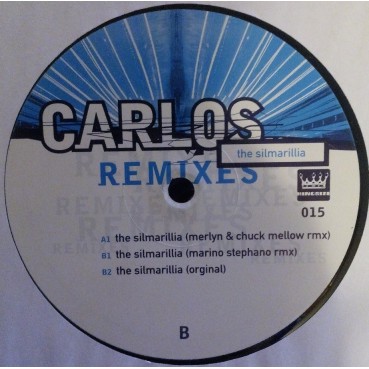 CARLOS
the silmarillia
REMIXES
015
REMIXES
REMIXES
REMIXES
A1 the silmarillia (merlyn & chuck mellow rmx)
B1 the silmarillia (marino stephano rmx)
B2 the silmarillia (orginal)
B